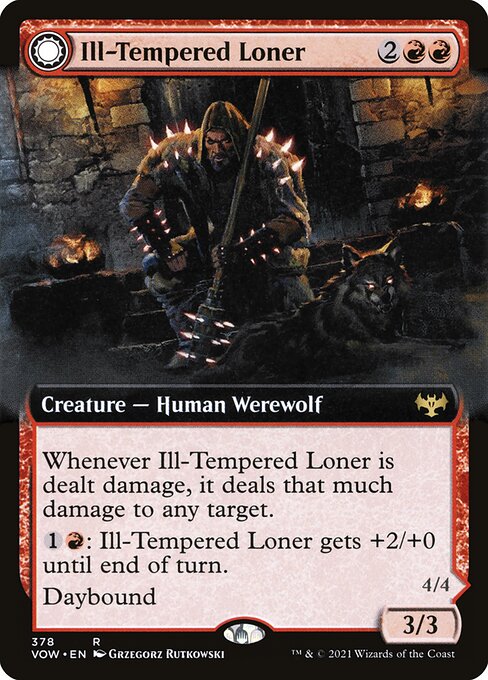 Ill-Tempered Loner 2
Creature — Human Werewolf
Whenever Ill-Tempered Loner is
dealt damage, it deals that much
damage to any target.
1 : Ill-Tempered Loner gets +2/+0
until end of turn.
Daybound
4/4
3/3
378 R
VOW • EN Grzegorz Rutkowski ™ & © 2021 Wizards of the Coast